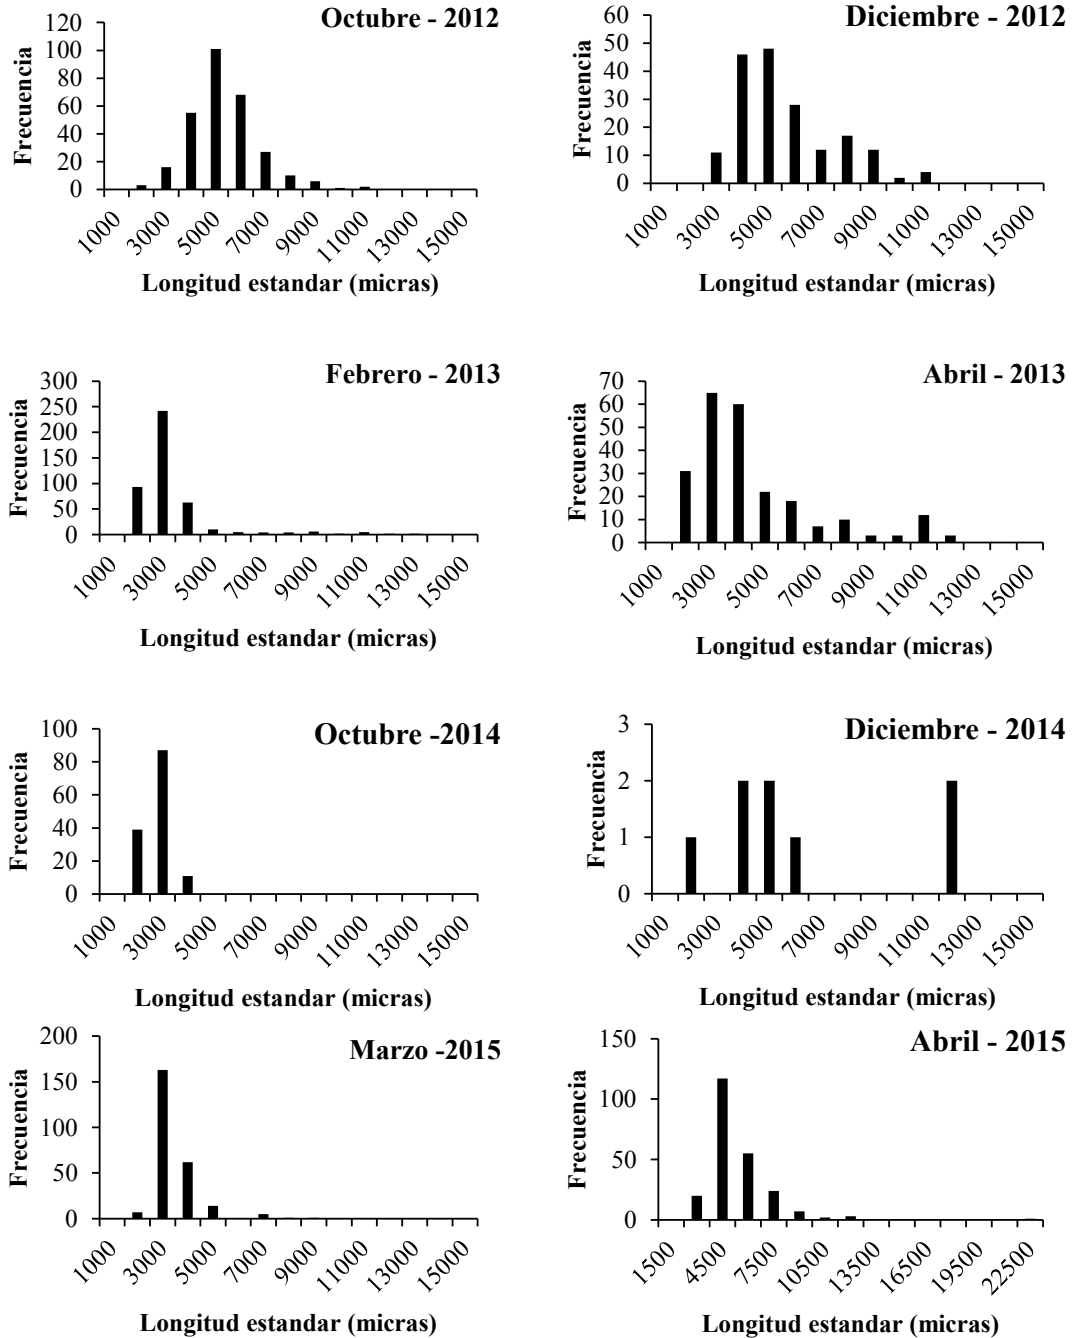 Octubre - 2012
Frecuencia
120
100
80
60
40
20
0
1000 3000 5000 7000 9000 11000 13000 15000
Longitud estandar (micras)
Diciembre - 2012
Frecuencia
60
50
40
30
20
10
0
1000 3000 5000 7000 9000 11000 13000 15000
Longitud estandar (micras)
Febrero - 2013
Frecuencia
300
250
200
150
100
50
0
1000 3000 5000 7000 9000 11000 13000 15000
Longitud estandar (micras)
Abril - 2013
Frecuencia
70
60
50
40
30
20
10
0
1000 3000 5000 7000 9000 11000 13000 15000
Longitud estandar (micras)
Octubre -2014
Frecuencia
100
80
60
40
20
0
1000 3000 5000 7000 9000 11000 13000 15000
Longitud estandar (micras)
Diciembre - 2014
Frecuencia
3
2
1
0
1000 3000 5000 7000 9000 11000 13000 15000
Longitud estandar (micras)
Marzo -2015
Frecuencia
200
150
100
50
0
1000 3000 5000 7000 9000 11000 13000 15000
Longitud estandar (micras)
Abril - 2015
Frecuencia
150
100
50
0
1500 4500 7500 10500 13500 16500 19500 22500
Longitud estandar (micras)